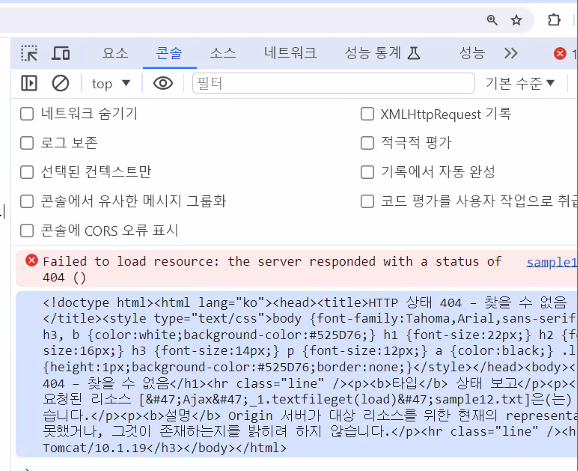 요소 콘솔 소스 네트워크 성능 통계 성능 1
top 필터 기본 수준
네트워크 숨기기 XMLHttpRequest 기록
로그 보존 적극적 평가
선택된 컨텍스트만 기록에서 자동 완성
콘솔에서 유사한 메시지 그룹화 코드 평가를 사용자 작업으로 취급
콘솔에 CORS 오류 표시
Failed to load resource: the server responded with a status of sample1
404 ()
<!doctype html><html lang="ko"><head><title>HTTP 상태 404 – 찾을 수 없음
</title><style type="text/css">body {font-family:Tahoma,Arial,sans-serif
h3, b {color:white;background-color:#525D76;} h1 {font-size:22px;} h2 {f
size:16px;} h3 {font-size:14px;} p {font-size:12px;} a {color:black;} .l
{height:1px;background-color:#525D76;border:none;}</style></head><body><
404 – 찾을 수 없음</h1><hr class="line" /><p><b>타입</b> 상태 보고</p><p><
요청된 리소스 [&#47;Ajax&#47;_1.textfileget(load)&#47;sample12.txt]은(는)
습니다.</p><p><b>설명</b> Origin 서버가 대상 리소스를 위한 현재의 representa
못했거나, 그것이 존재하는지를 밝히려 하지 않습니다.</p><hr class="line" /><h
Tomcat/10.1.19</h3></body></html>